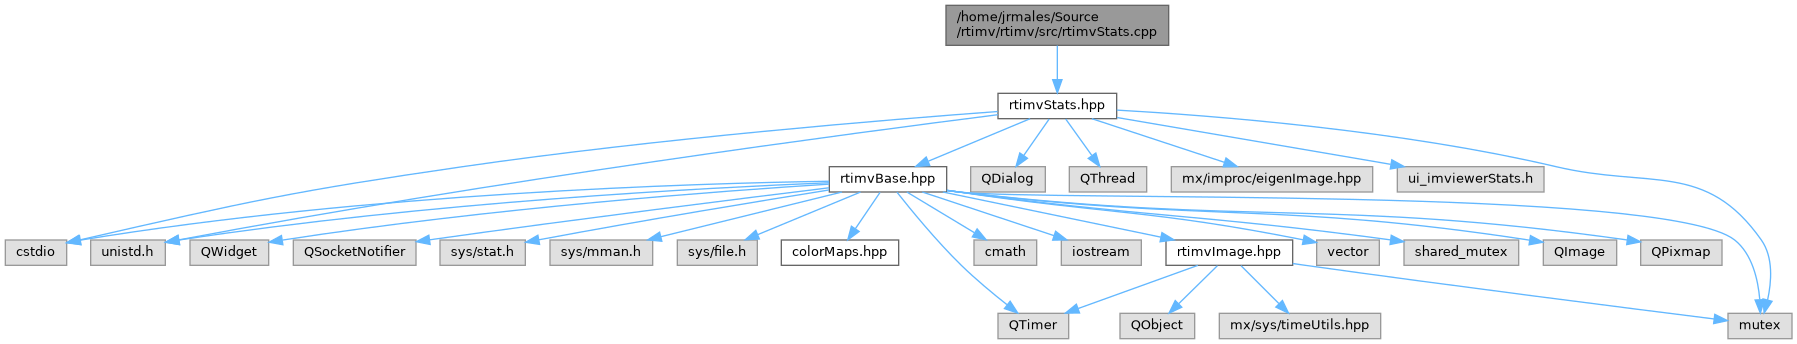 /home/jrmales/Source
/rtimv/rtimv/src/rtimvStats.cpp
rtimvStats.hpp
rtimvBase.hpp
QDialog
QThread
mx/improc/eigenImage.hpp
ui_imviewerStats.h
cstdio
unistd.h
QWidget
QSocketNotifier
sys/stat.h
sys/mman.h
sys/file.h
colorMaps.hpp
cmath
iostream
rtimvImage.hpp
vector
shared_mutex
QImage
QPixmap
QTimer
QObject
mx/sys/timeUtils.hpp
mutex